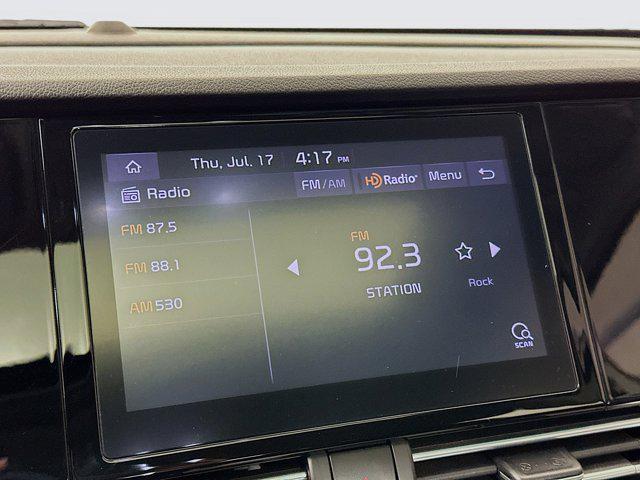 Thu, Jul. 17 4:17 PM
Radio FM/AM HD Radio Menu
FM 87.5
FM 88.1
AM 530
FM
92.3
STATION
Rock
SCAN